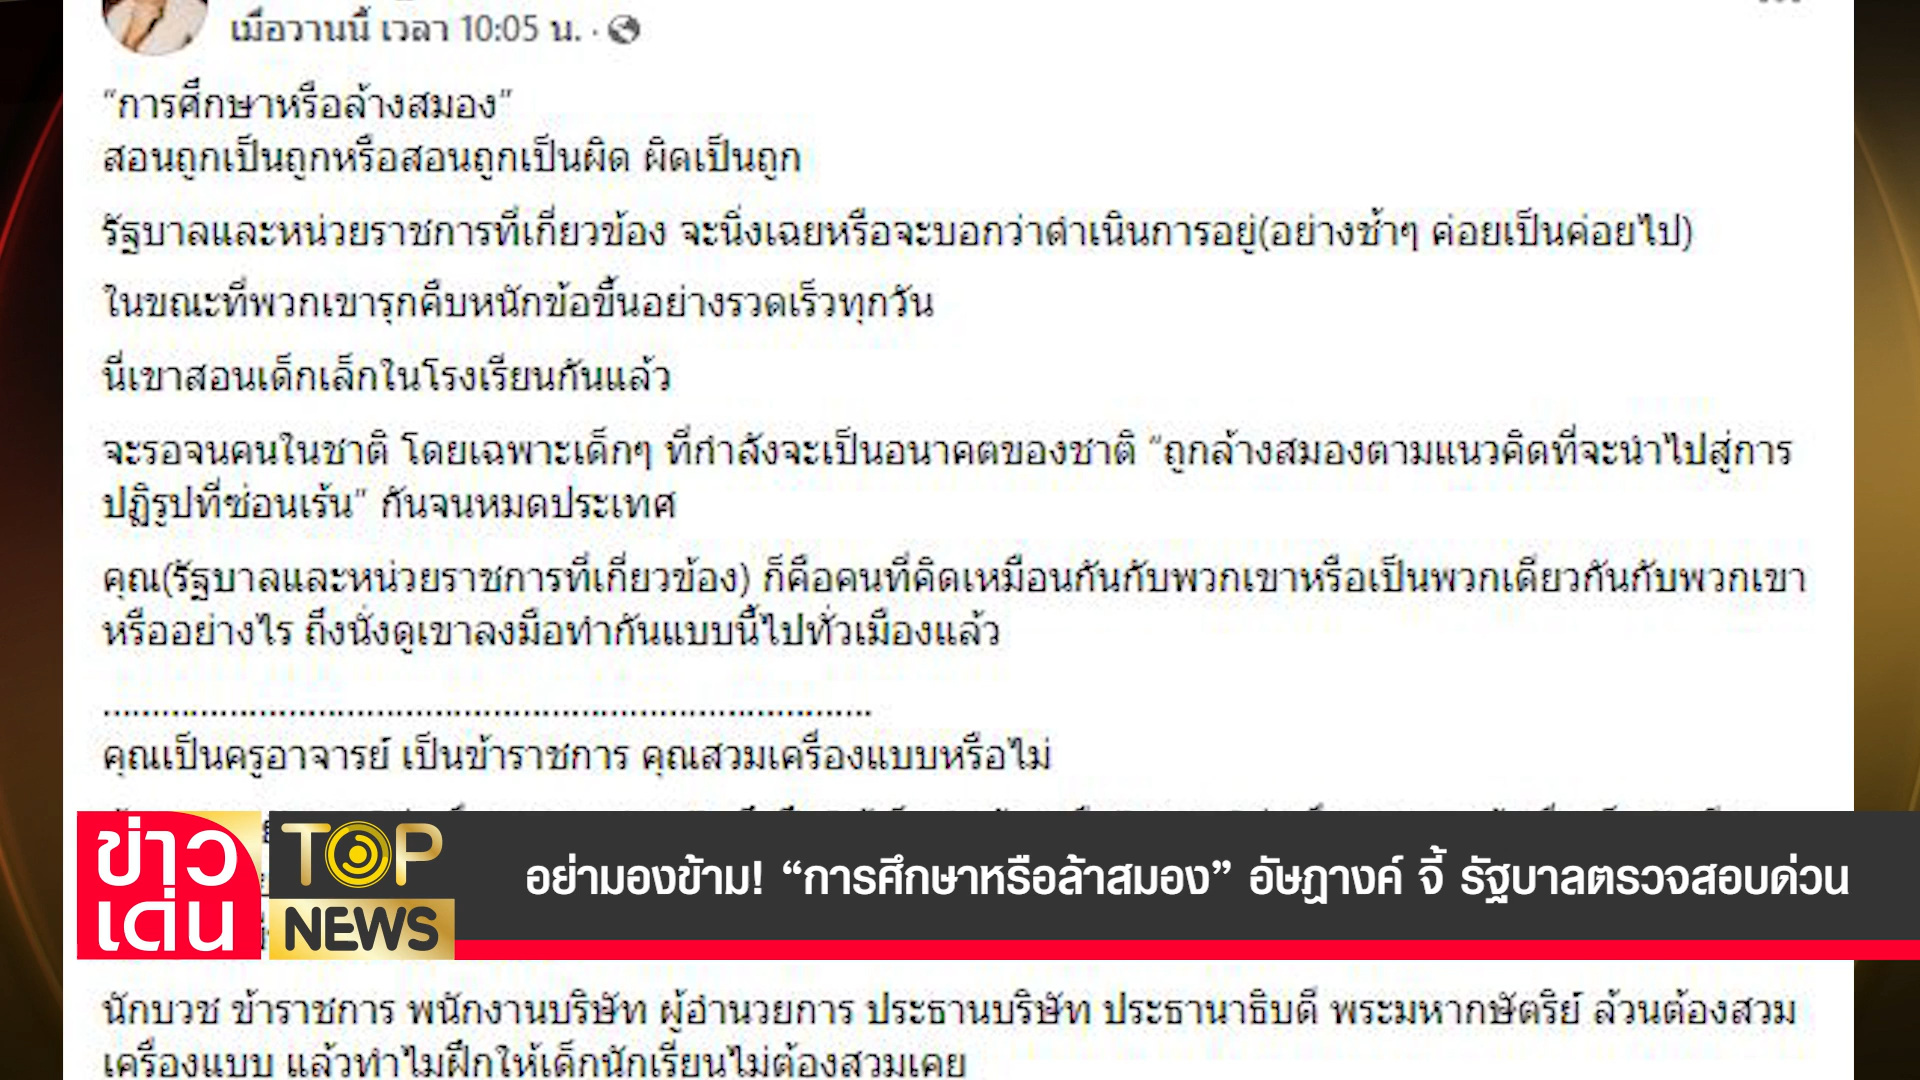 เมื่อวานนี้ เวลา 10:05 น.
“การศึกษาหรือล้างสมอง”
สอนถูกเป็นถูกหรือสอนถูกเป็นผิด ผิดเป็นถูก
รัฐบาลและหน่วยราชการที่เกี่ยวข้อง จะนิ่งเฉยหรือจะบอกว่าดำเนินการอยู่(อย่างช้าๆ ค่อยเป็นค่อยไป)
ในขณะที่พวกเขารุกคืบหนักข้อขึ้นอย่างรวดเร็วทุกวัน
นี่เขาสอนเด็กเล็กในโรงเรียนกันแล้ว
จะรอจนคนในชาติ โดยเฉพาะเด็กๆ ที่กำลังจะเป็นอนาคตของชาติ “ถูกล้างสมองตามแนวคิดที่จะนำไปสู่การ
ปฏิรูปที่ซ่อนเร้น” กันจนหมดประเทศ
คุณ(รัฐบาลและหน่วยราชการที่เกี่ยวข้อง) ก็คือคนที่คิดเหมือนกันกับพวกเขาหรือเป็นพวกเดียวกันกับพวกเขา
หรืออย่างไร ถึงนั่งดูเขาลงมือทำกันแบบนี้ไปทั่วเมืองแล้ว
................................................................................
คุณเป็นครูอาจารย์ เป็นข้าราชการ คุณสวมเครื่องแบบหรือไม่
ข่าว
เด่น
TOP
NEWS
อย่ามองข้าม! “การศึกษาหรือล้าสมอง” อัษฎางค์ จี้ รัฐบาลตรวจสอบด่วน
นักบวช ข้าราชการ พนักงานบริษัท ผู้อำนวยการ ประธานบริษัท ประธานาธิบดี พระมหากษัตริย์ ล้วนต้องสวม
เครื่องแบบ แล้วทำไมฝึกให้เด็กนักเรียนไม่ต้องสวมเคย